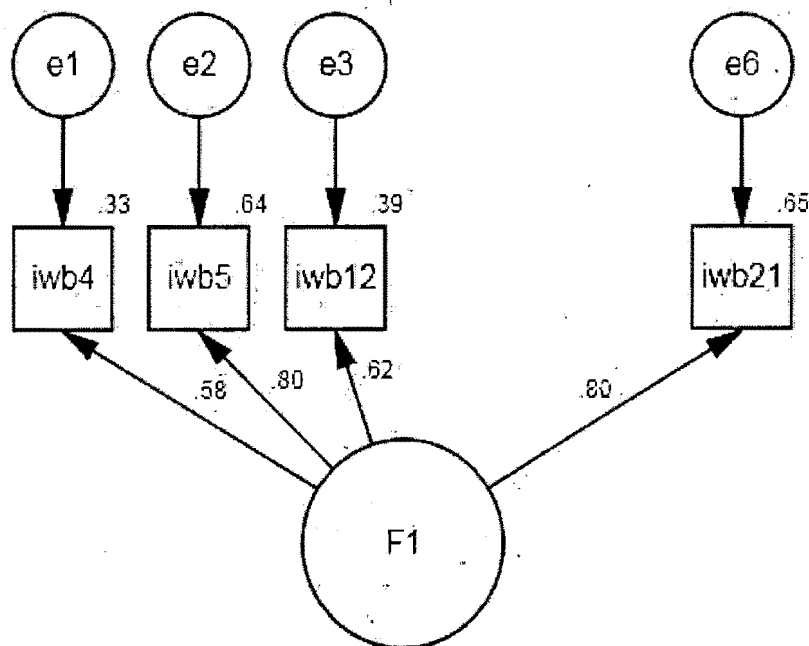 e1 e2 e3 e6
.33 .64 .39 .65
iwb4 iwb5 iwb12 iwb21
.58 .80 .62 .80
F1